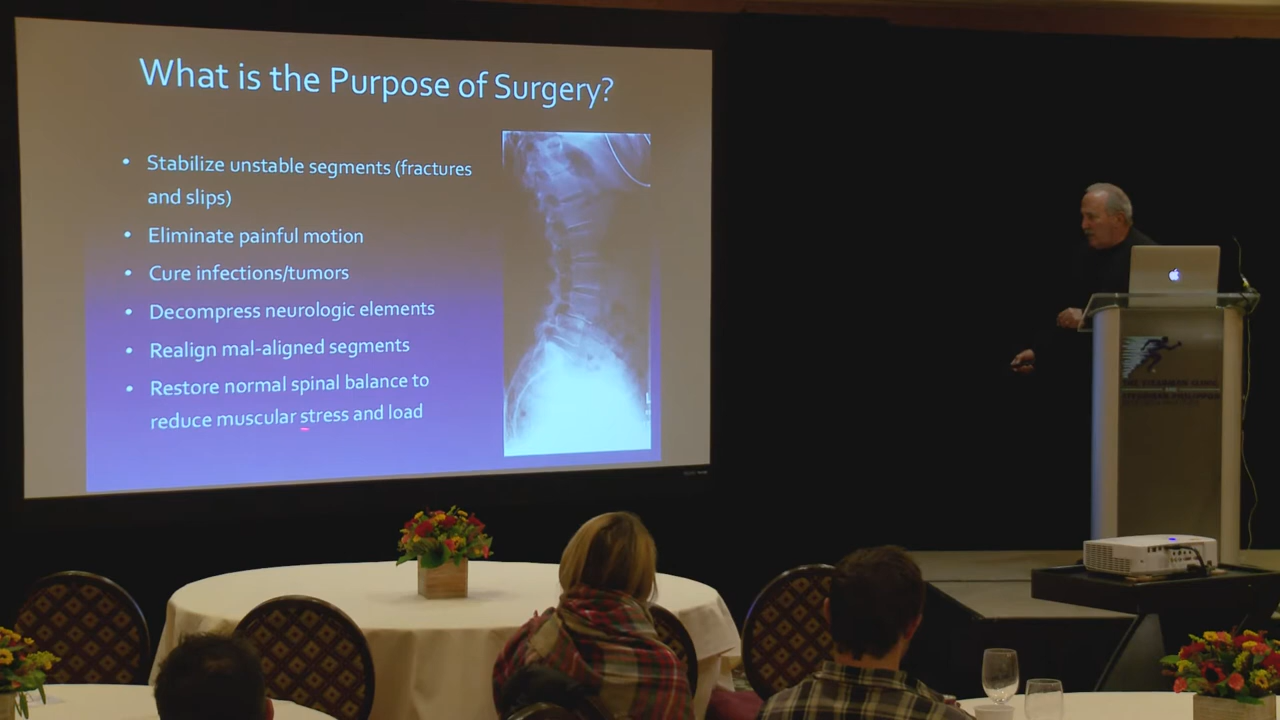 What is the Purpose of Surgery?
• Stabilize unstable segments (fractures
and slips)
• Eliminate painful motion
• Cure infections/tumors
• Decompress neurologic elements
• Realign mal-aligned segments
• Restore normal spinal balance to
reduce muscular stress and load